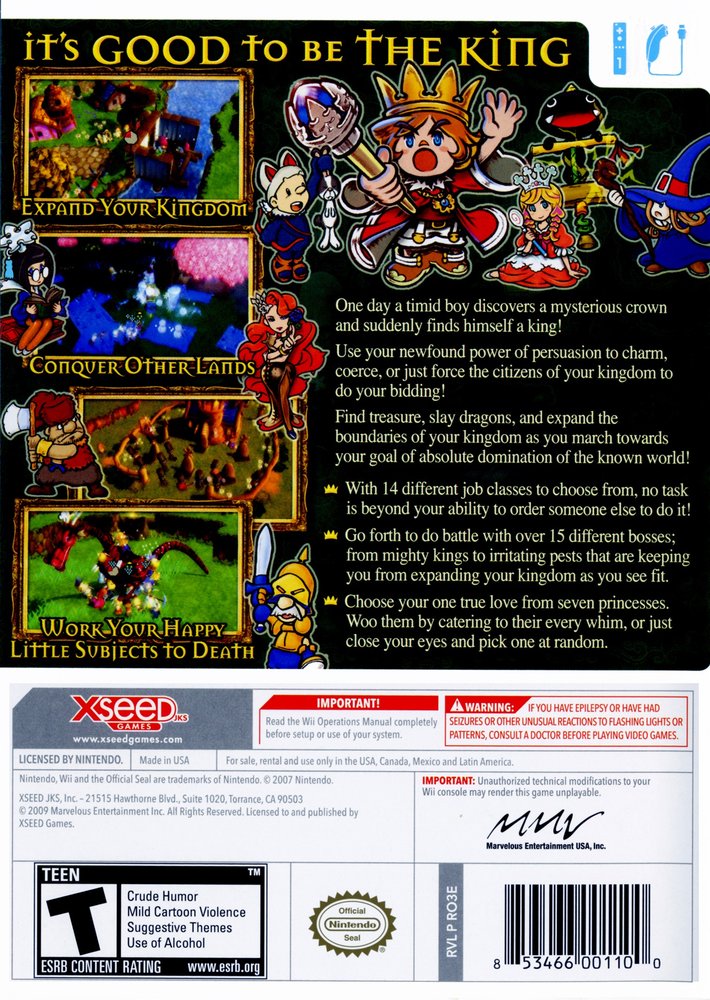 it's GOOD to be THE KiNG
1
Expand Your Kingdom
Conquer Other Lands
Work Your Happy
Little Subjects to Death
One day a timid boy discovers a mysterious crown
and suddenly finds himself a king!
Use your newfound power of persuasion to charm,
coerce, or just force the citizens of your kingdom to
do your bidding!
Find treasure, slay dragons, and expand the
boundaries of your kingdom as you march towards
your goal of absolute domination of the known world!
With 14 different job classes to choose from, no task
is beyond your ability to order someone else to do it!
Go forth to do battle with over 15 different bosses;
from mighty kings to irritating pests that are keeping
you from expanding your kingdom as you see fit.
Choose your one true love from seven princesses.
Woo them by catering to their every whim, or just
close your eyes and pick one at random.
XSEED JKS
GAMES
www.xseedgames.com
IMPORTANT!
Read the Wii Operations Manual completely
before setup or use of your system.
WARNING: IF YOU HAVE EPILEPSY OR HAVE HAD
SEIZURES OR OTHER UNUSUAL REACTIONS TO FLASHING LIGHTS OR
PATTERNS, CONSULT A DOCTOR BEFORE PLAYING VIDEO GAMES.
LICENSED BY NINTENDO.
Made in USA
For sale, rental and use only in the USA, Canada, Mexico and Latin America.
Nintendo, Wii and the Official Seal are trademarks of Nintendo. © 2007 Nintendo.
XSEED JKS, Inc. – 21515 Hawthorne Blvd., Suite 1020, Torrance, CA 90503
© 2009 Marvelous Entertainment Inc. All Rights Reserved. Licensed to and published by
XSEED Games.
IMPORTANT: Unauthorized technical modifications to your
Wii console may render this game unplayable.
Marvelous Entertainment USA, Inc.
TEEN TM
T
Crude Humor
Mild Cartoon Violence
Suggestive Themes
Use of Alcohol
ESRB CONTENT RATING www.esrb.org
Official
Nintendo
Seal
RVL P RO3E
8 53466 00110 0